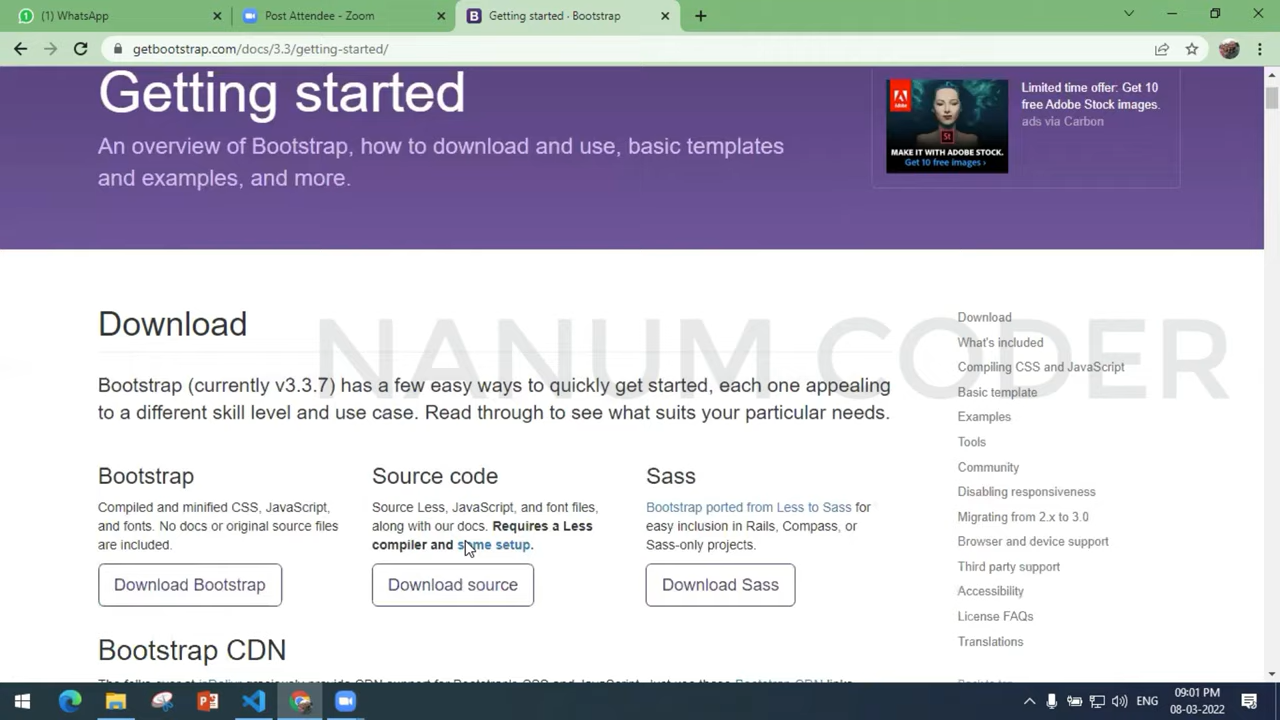 (1) WhatsApp
Post Attendee - Zoom
Getting started · Bootstrap
getbootstrap.com/docs/3.3/getting-started/
Getting started
An overview of Bootstrap, how to download and use, basic templates
and examples, and more.
MAKE IT WITH ADOBE STOCK.
Get 10 free images ›
St
Limited time offer: Get 10
free Adobe Stock images.
ads via Carbon
NANUM CODER
Download
Bootstrap (currently v3.3.7) has a few easy ways to quickly get started, each one appealing
to a different skill level and use case. Read through to see what suits your particular needs.
Bootstrap
Compiled and minified CSS, JavaScript,
and fonts. No docs or original source files
are included.
Download Bootstrap
Source code
Source Less, JavaScript, and font files,
along with our docs. Requires a Less
compiler and some setup.
Download source
Sass
Bootstrap ported from Less to Sass for
easy inclusion in Rails, Compass, or
Sass-only projects.
Download Sass
Bootstrap CDN
Download
What's included
Compiling CSS and JavaScript
Basic template
Examples
Tools
Community
Disabling responsiveness
Migrating from 2.x to 3.0
Browser and device support
Third party support
Accessibility
License FAQs
Translations
ENG
09:01 PM
08-03-2022